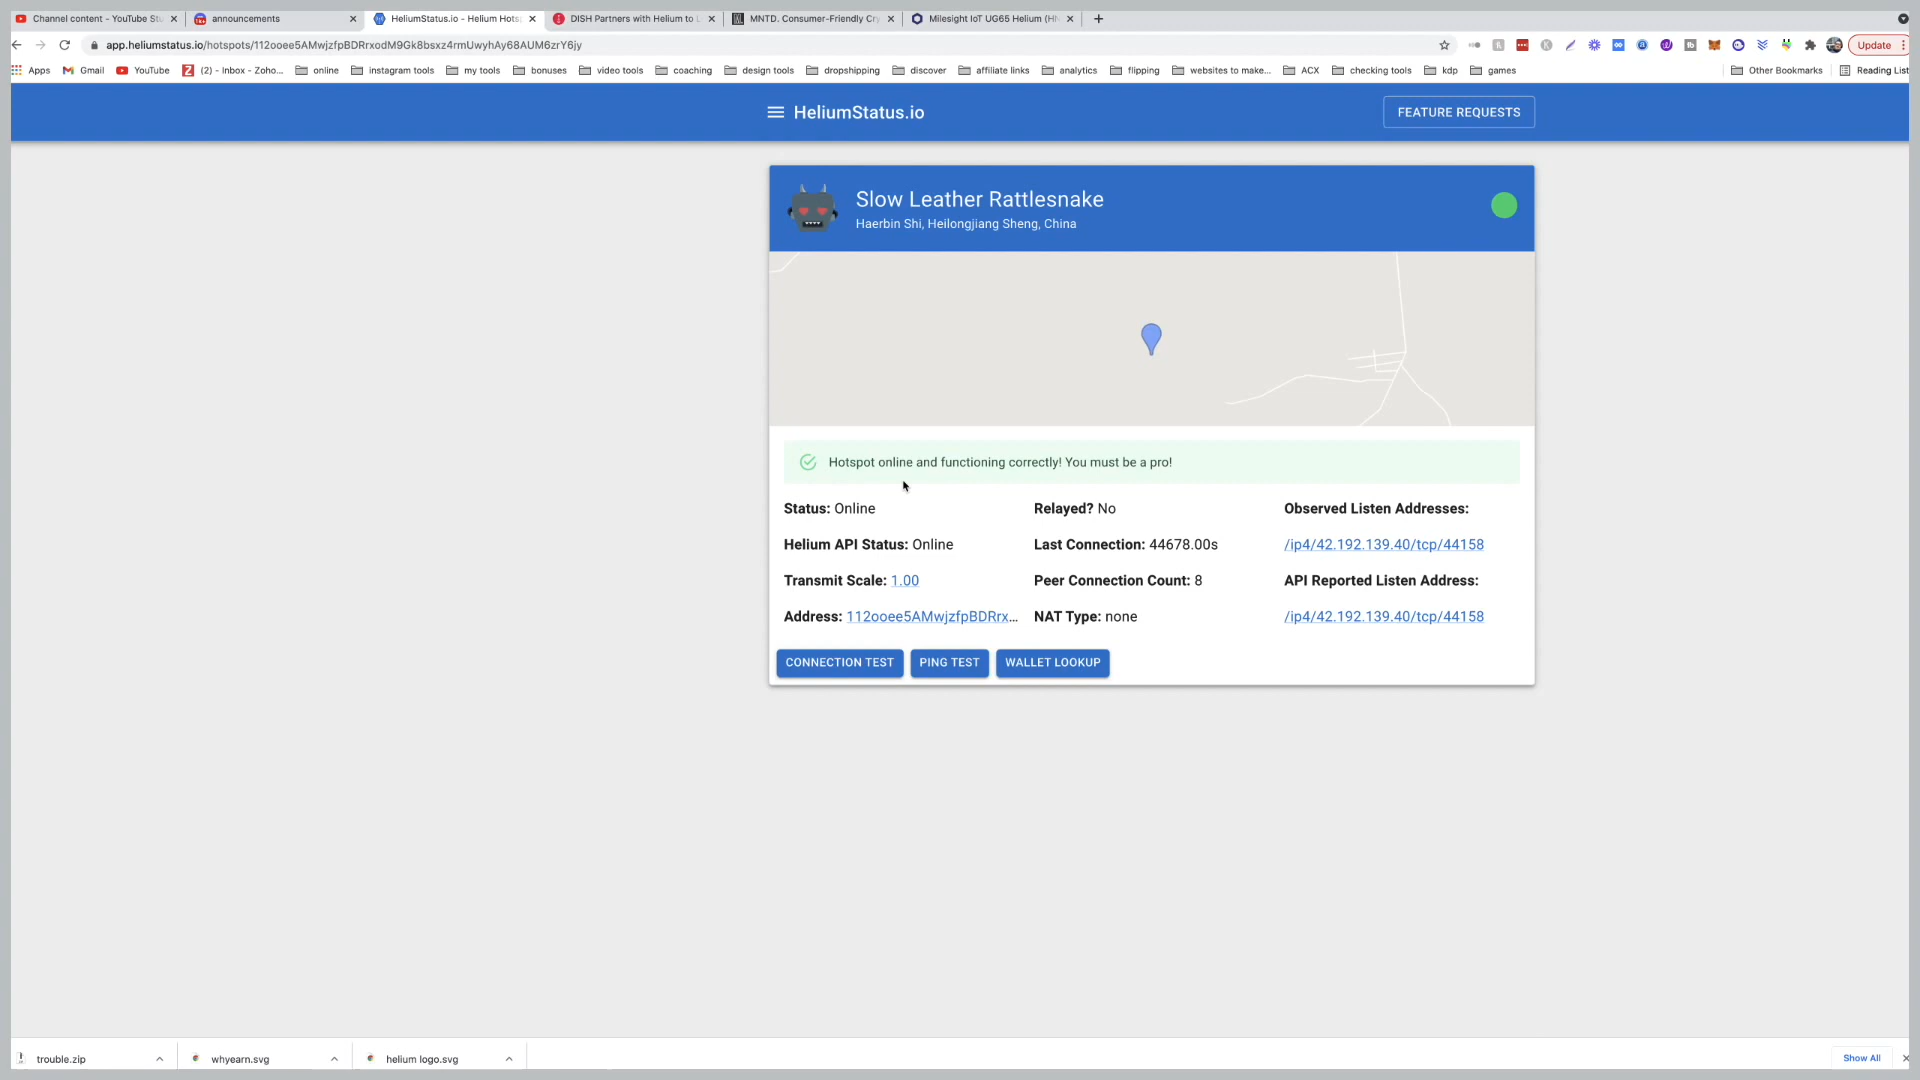 Channel content - YouTube Stu
announcements
HeliumStatus.io - Helium Hots
DISH Partners with Helium to L
MNTD. Consumer-Friendly Cry
Milesight IoT UG65 Helium (HN
app.heliumstatus.io/hotspots/112ooee5AMwjzfpBDRrxodM9Gk8bsxz4rmUwyhAy68AUM6zrY6jy
Update
Apps
Gmail
YouTube
(2) - Inbox - Zoho...
online
instagram tools
my tools
bonuses
video tools
coaching
design tools
dropshipping
discover
affiliate links
analytics
flipping
websites to make...
ACX
checking tools
kdp
games
Other Bookmarks
Reading List
HeliumStatus.io
FEATURE REQUESTS
Slow Leather Rattlesnake
Haerbin Shi, Heilongjiang Sheng, China
Hotspot online and functioning correctly! You must be a pro!
Status: Online
Relayed? No
Observed Listen Addresses:
Helium API Status: Online
Last Connection: 44678.00s
/ip4/42.192.139.40/tcp/44158
Transmit Scale: 1.00
Peer Connection Count: 8
API Reported Listen Address:
Address: 112ooee5AMwjzfpBDRrx...
NAT Type: none
/ip4/42.192.139.40/tcp/44158
CONNECTION TEST
PING TEST
WALLET LOOKUP
trouble.zip
whyearn.svg
helium logo.svg
Show All